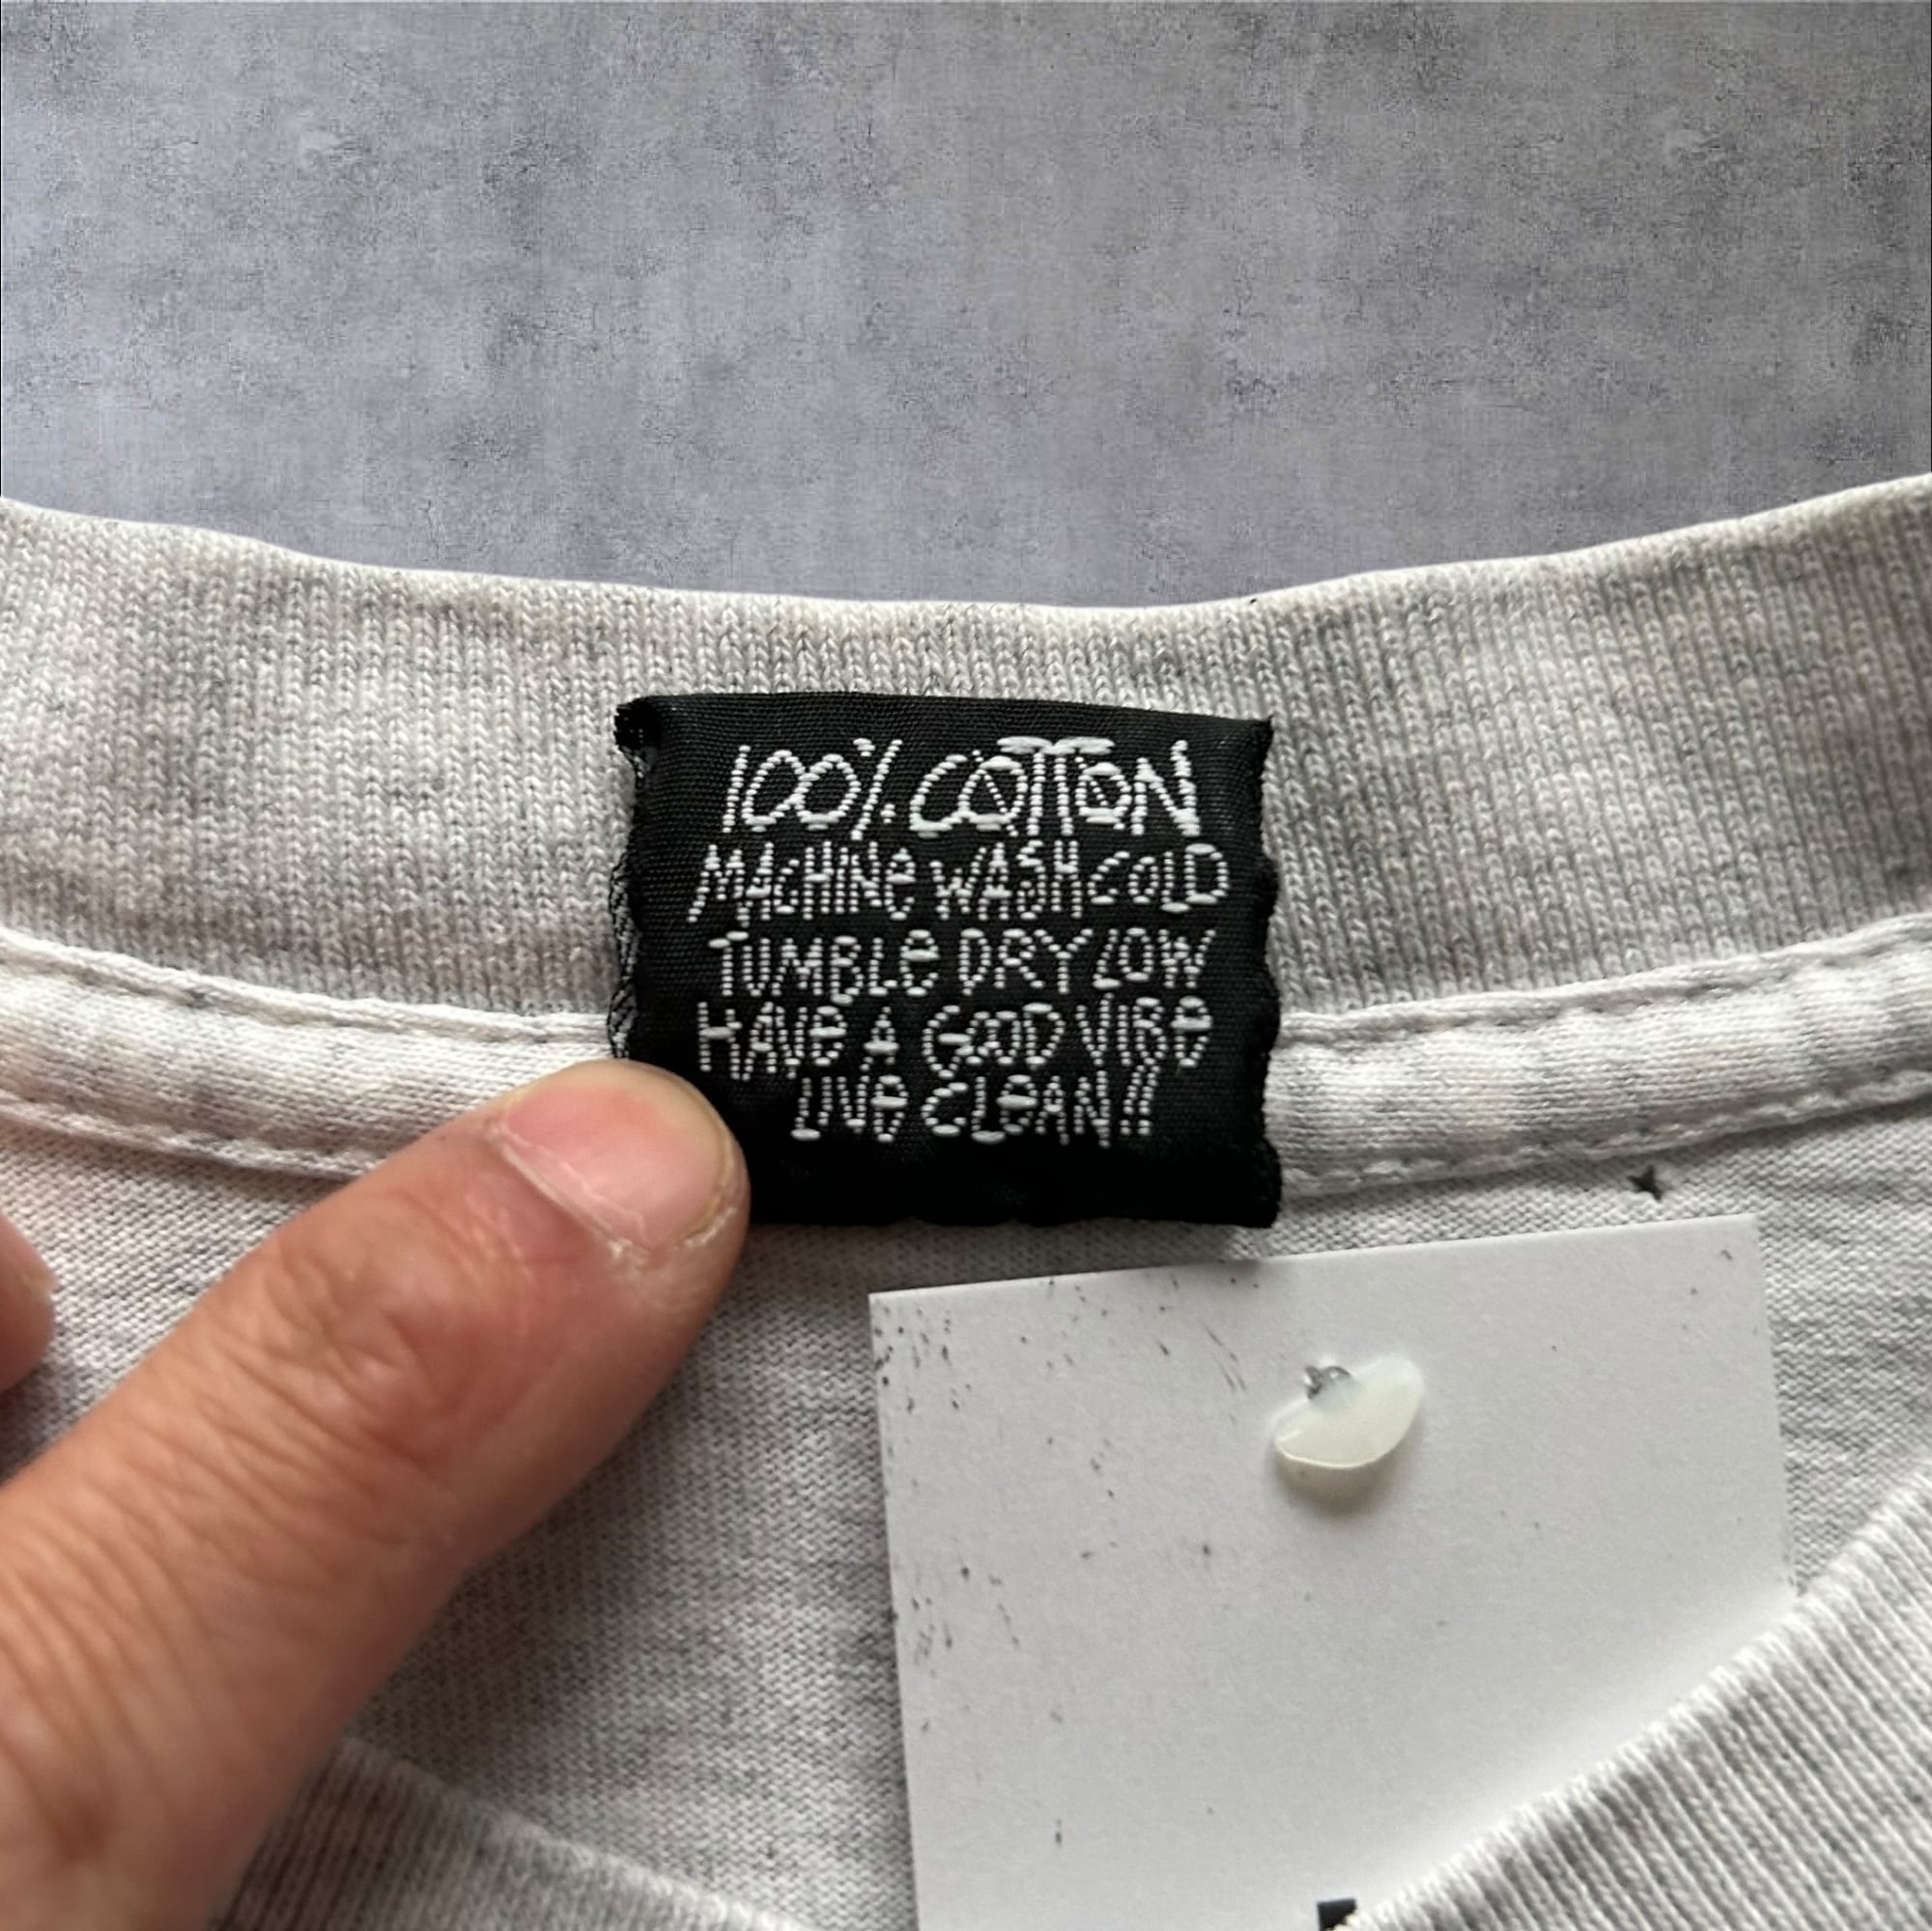 100% COTTON
MACHINe WASH COLD
TUMBLe DRY LOW
HAVe A GOOD VIBe
LIVe CLeAN!!